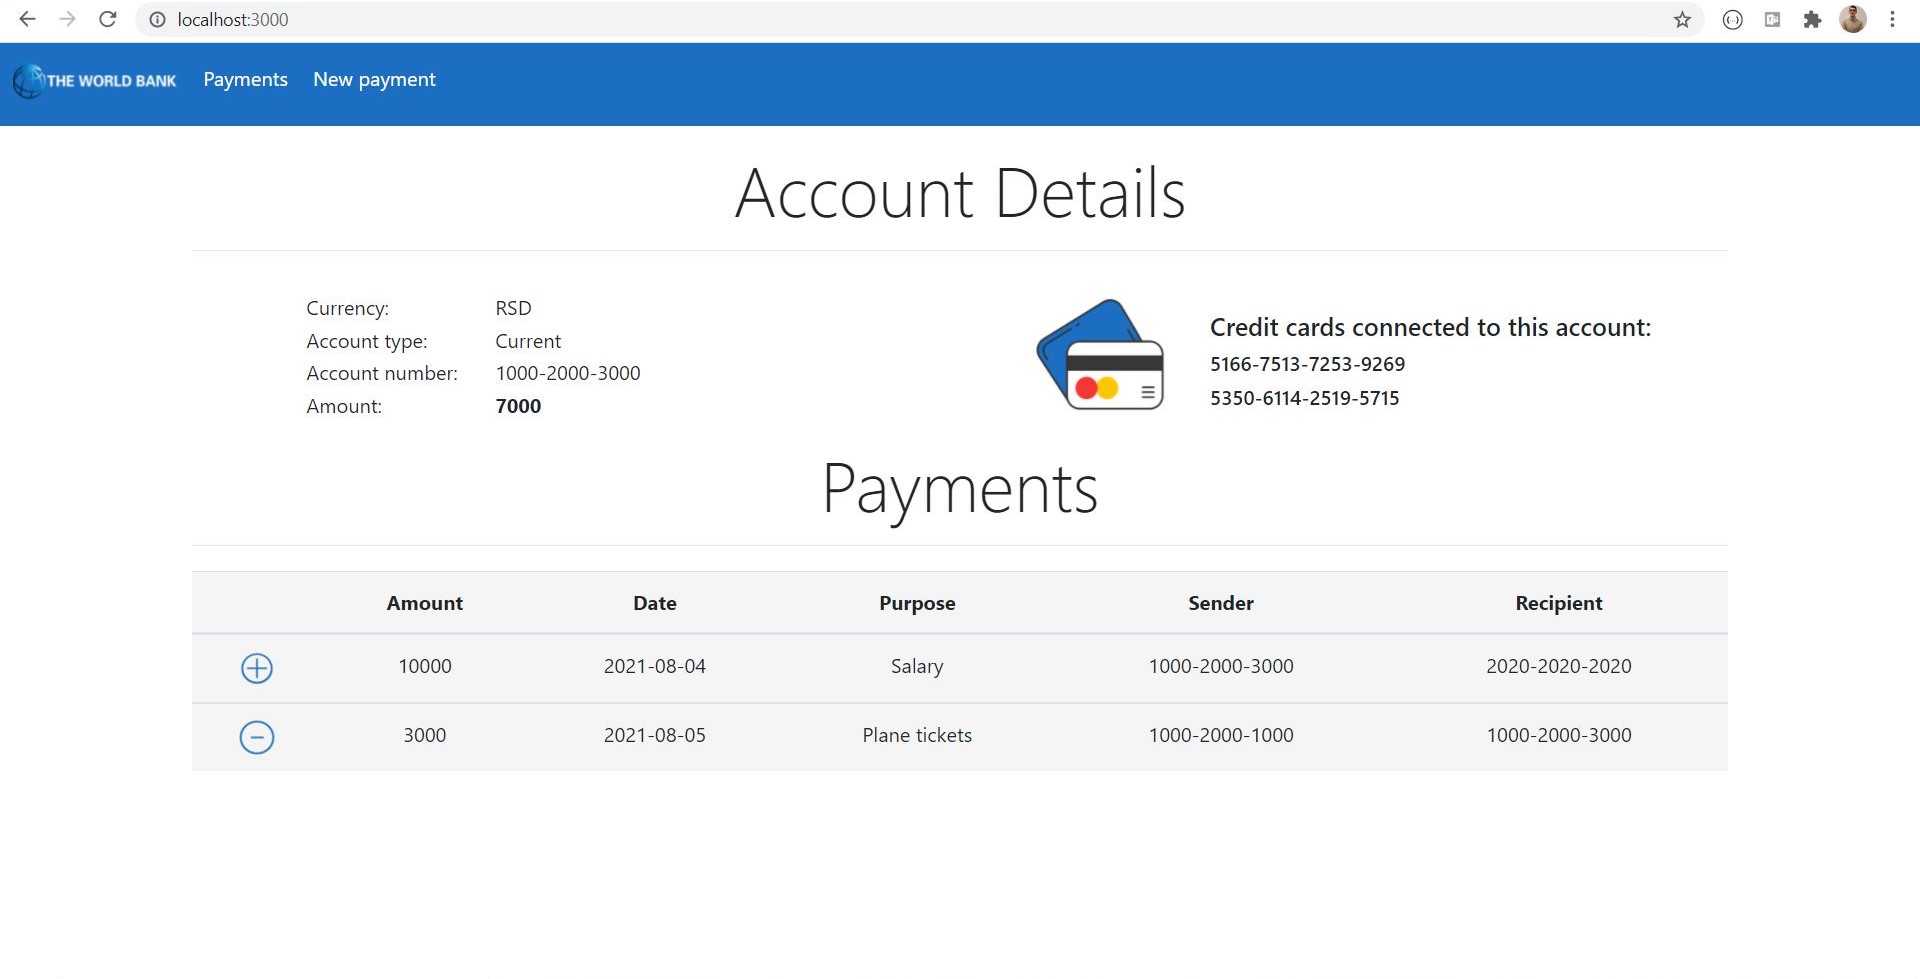 localhost:3000
THE WORLD BANK Payments New payment
Account Details
Currency: RSD
Account type: Current
Account number: 1000-2000-3000
Amount: 7000
Credit cards connected to this account:
5166-7513-7253-9269
5350-6114-2519-5715
Payments
Amount Date Purpose Sender Recipient
10000 2021-08-04 Salary 1000-2000-3000 2020-2020-2020
3000 2021-08-05 Plane tickets 1000-2000-1000 1000-2000-3000